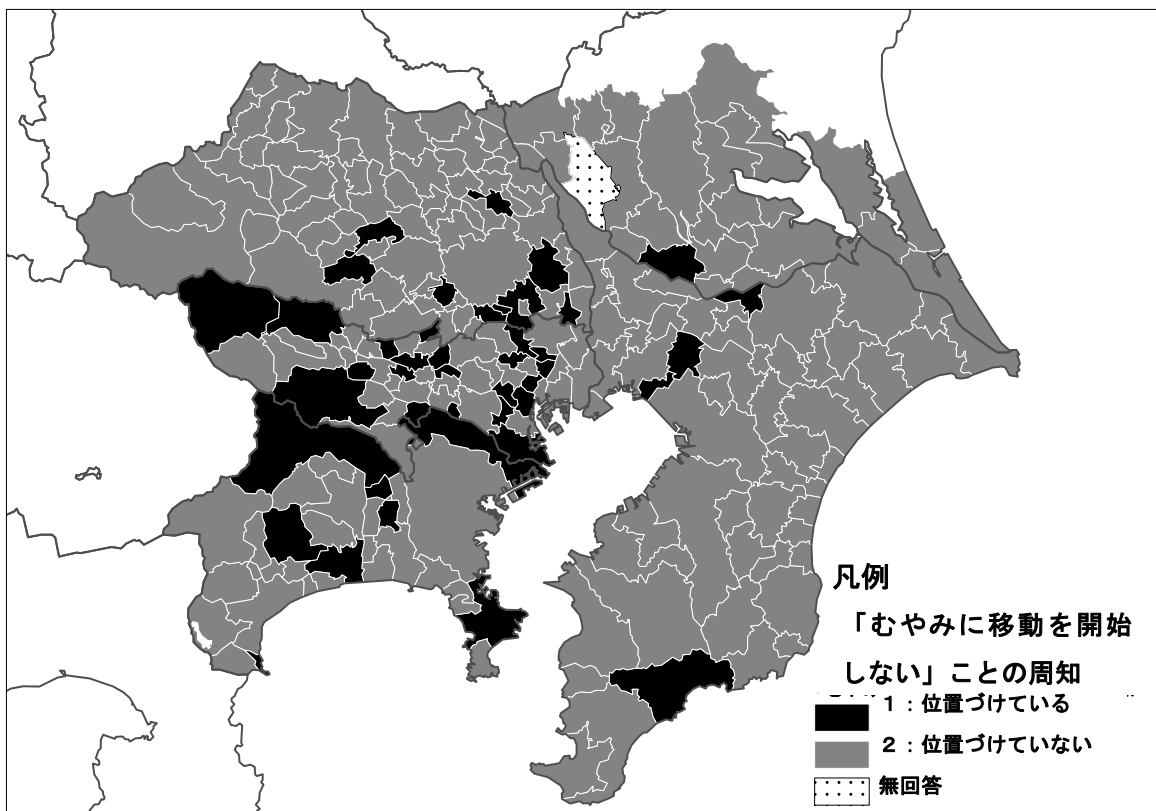 凡例
「むやみに移動を開始
しない」ことの周知
１：位置づけている
２：位置づけていない
無回答